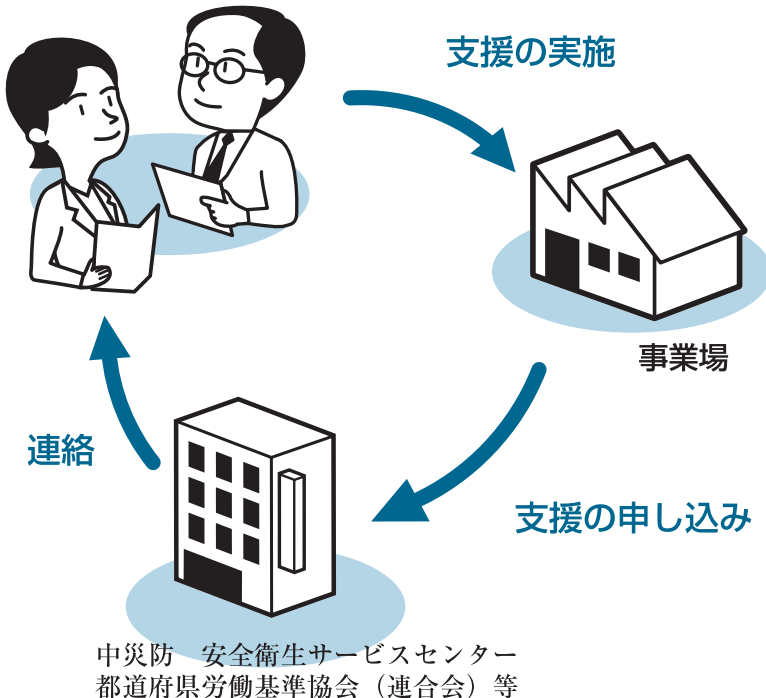 支援の実施
事業場
連絡
支援の申し込み
中災防　安全衛生サービスセンター
都道府県労働基準協会（連合会）等